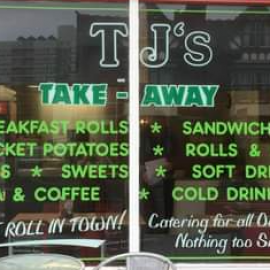 TJ's
TAKE - AWAY
EAKFAST ROLLS * SANDWICH
CKET POTATOES * ROLLS &
S * SWEETS * SOFT DRI
& COFFEE * COLD DRIN
ROLL IN TOWN! Catering for all O
Nothing too S